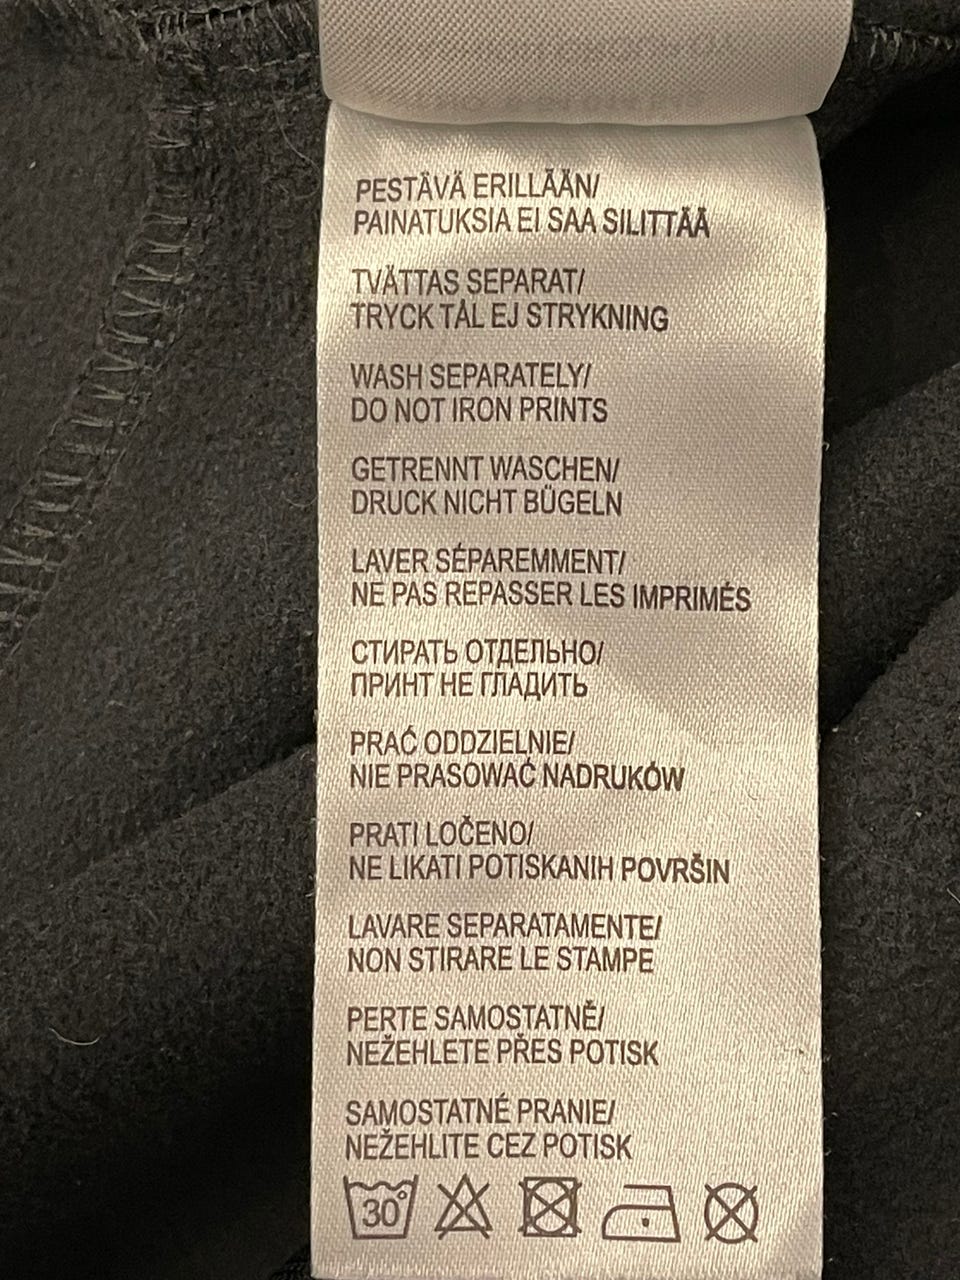 PESTÄVÄ ERILLÄÄN/
PAINATUKSIA EI SAA SILITTÄÄ
TVÄTTAS SEPARAT/
TRYCK TÅL EJ STRYKNING
WASH SEPARATELY/
DO NOT IRON PRINTS
GETRENNT WASCHEN/
DRUCK NICHT BÜGELN
LAVER SÉPAREMMENT/
NE PAS REPASSER LES IMPRIMÉS
СТИРАТЬ ОТДЕЛЬНО/
ПРИНТ НЕ ГЛАДИТЬ
PRAĆ ODDZIELNIE/
NIE PRASOWAĆ NADRUKÓW
PRATI LOČENO/
NE LIKATI POTISKANIH POVRŠIN
LAVARE SEPARATAMENTE/
NON STIRARE LE STAMPE
PERTE SAMOSTATNĚ/
NEŽEHLETE PŘES POTISK
SAMOSTATNÉ PRANIE/
NEŽEHLITE CEZ POTISK
30°